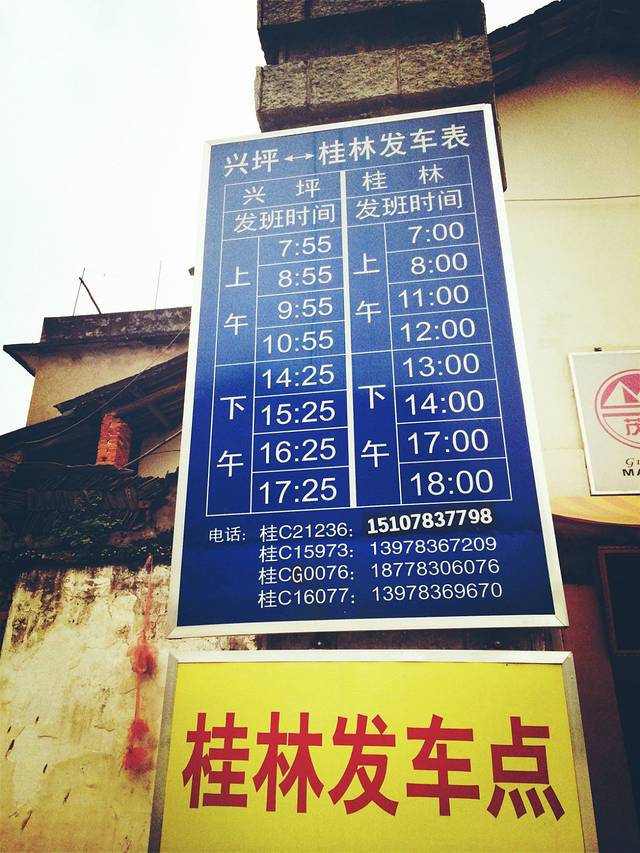 兴坪↔桂林发车表
兴坪 桂林
发班时间 发班时间
上午 7:55 上午 7:00
8:55 8:00
9:55 11:00
10:55 12:00
下午 14:25 下午 13:00
15:25 14:00
16:25 17:00
17:25 18:00
电话：桂C21236：15107837798
桂C15973：13978367209
桂CG0076：18778306076
桂C16077：13978369670
桂林发车点